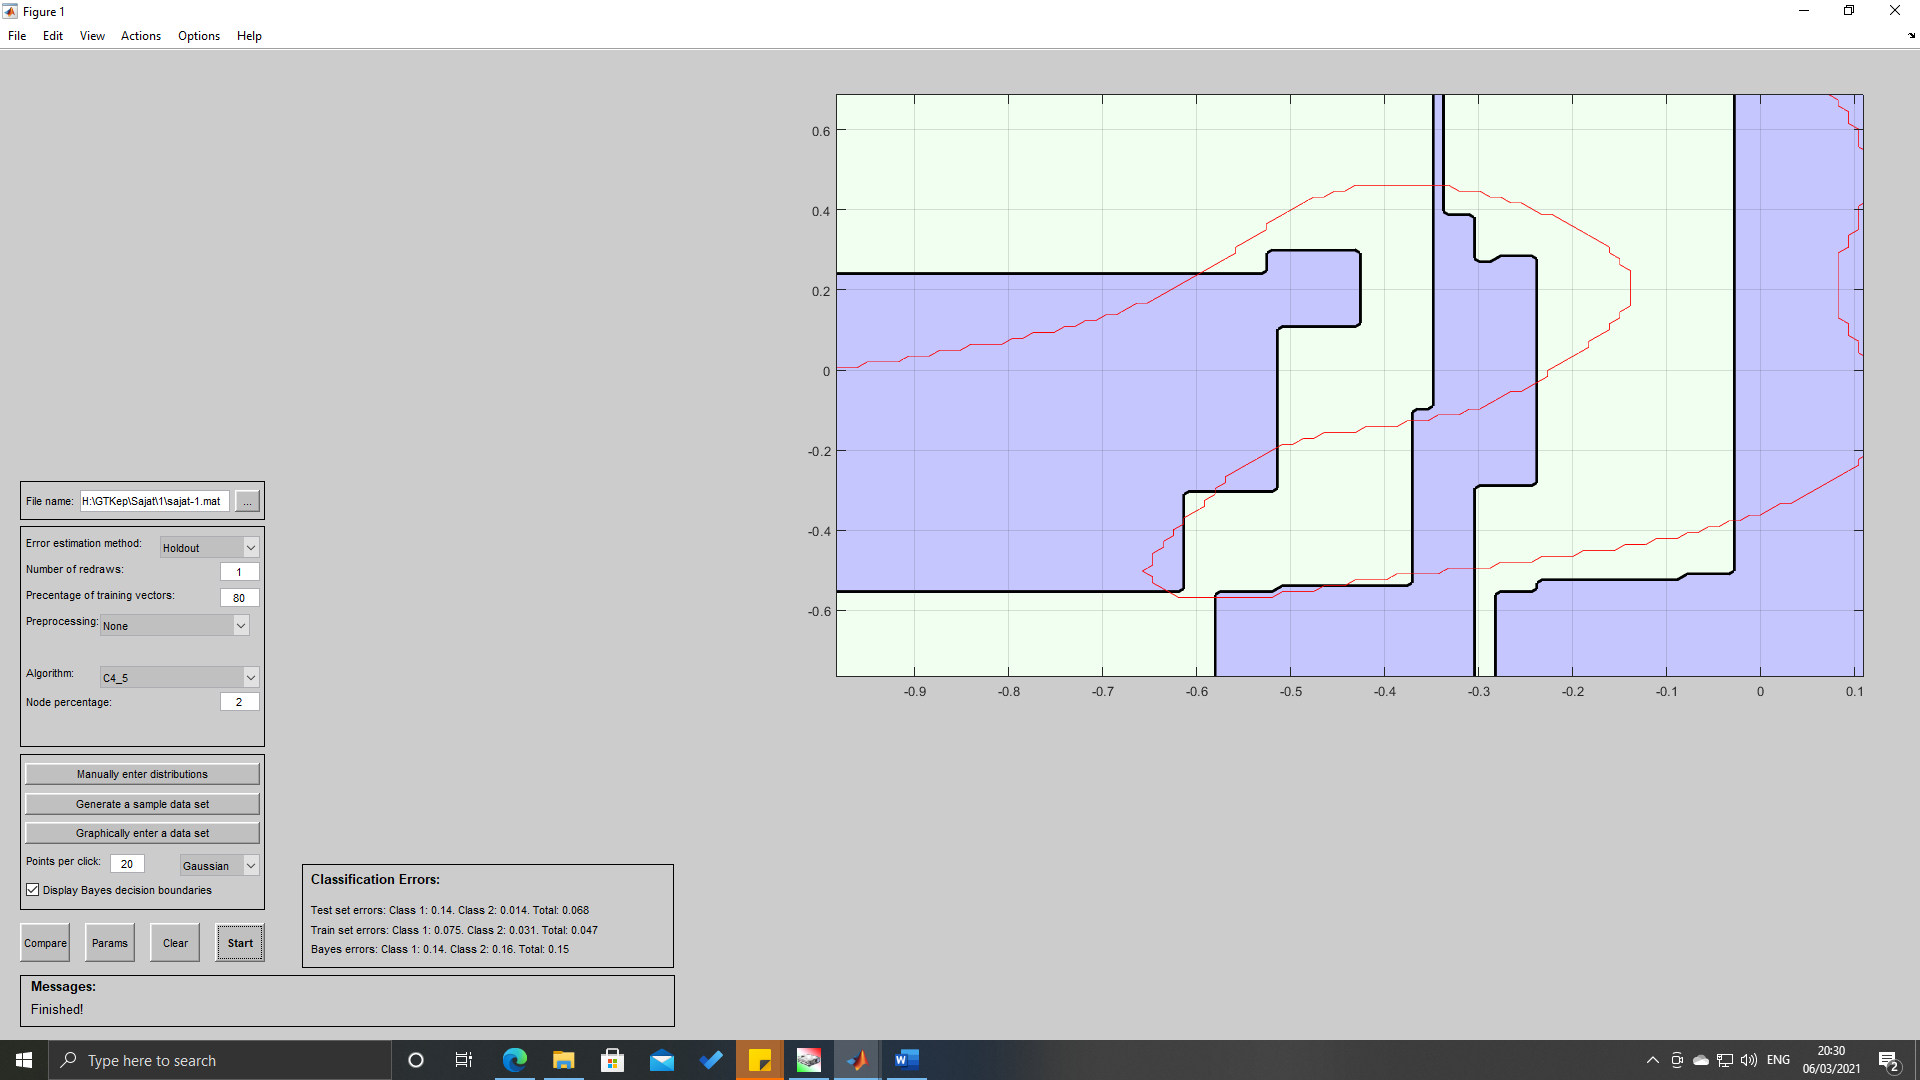 Figure 1
File Edit View Actions Options Help
0.6
0.4
0.2
0
-0.2
-0.4
-0.6
-0.9 -0.8 -0.7 -0.6 -0.5 -0.4 -0.3 -0.2 -0.1 0 0.1
File name: H:\GTKep\Sajat\1\sajat-1.mat ...
Error estimation method: Holdout
Number of redraws: 1
Precentage of training vectors: 80
Preprocessing: None
Algorithm: C4_5
Node percentage: 2
Manually enter distributions
Generate a sample data set
Graphically enter a data set
Points per click: 20 Gaussian
Display Bayes decision boundaries
Compare Params Clear Start
Classification Errors:
Test set errors: Class 1: 0.14. Class 2: 0.014. Total: 0.068
Train set errors: Class 1: 0.075. Class 2: 0.031. Total: 0.047
Bayes errors: Class 1: 0.14. Class 2: 0.16. Total: 0.15
Messages:
Finished!
Type here to search
W
ENG
20:30
06/03/2021
2